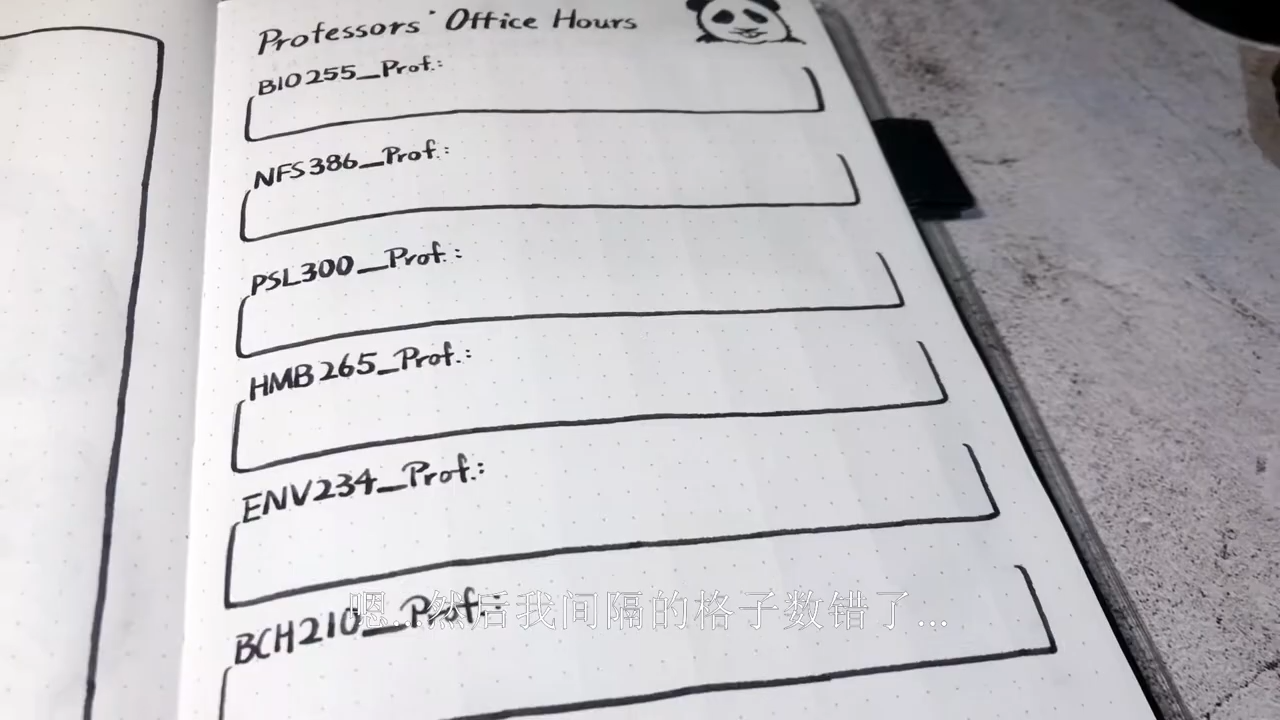 Professors' Office Hours
BIO255_Prof.:
NFS386_Prof.:
PSL300_Prof.:
HMB265_Prof.:
ENV234_Prof.:
BCH210_Prof.:
嗯...然后我间隔的格子数错了...